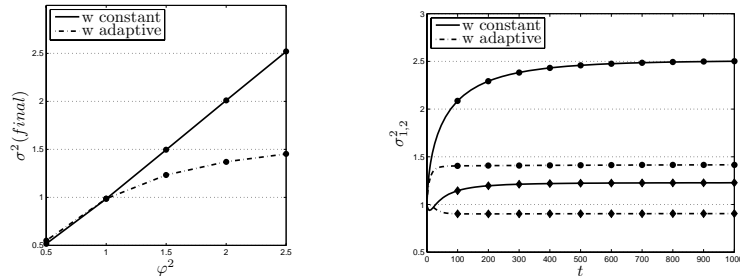 w constant
w adaptive
2.5
2
1.5
1
0.5
0.5 1 1.5 2 2.5
σ²(final)
φ²
w constant
w adaptive
3
2.5
2
1.5
1
0.5
0 100 200 300 400 500 600 700 800 900 1000
σ²₁,₂
t